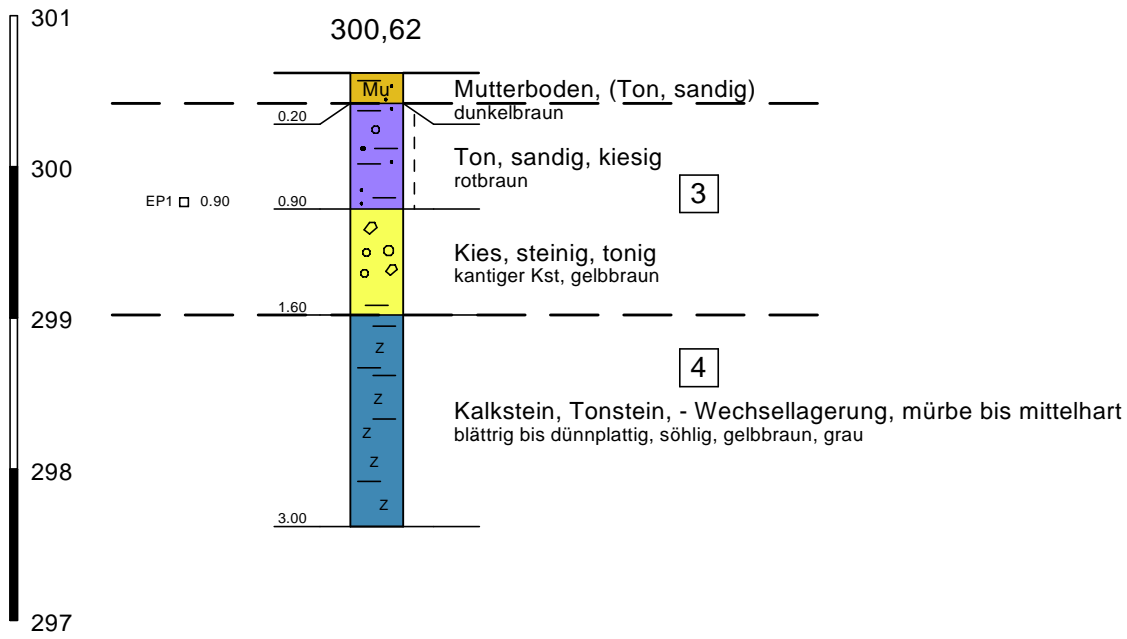 301
300,62
Mu
Mutterboden, (Ton, sandig)
dunkelbraun
0.20
Ton, sandig, kiesig
rotbraun
300
3
EP1 0.90
0.90
Kies, steinig, tonig
kantiger Kst, gelbbraun
1.60
299
z
4
z
Kalkstein, Tonstein, - Wechsellagerung, mürbe bis mittelhart
blättrig bis dünnplattig, söhlig, gelbbraun, grau
z
z
298
z
3.00
297